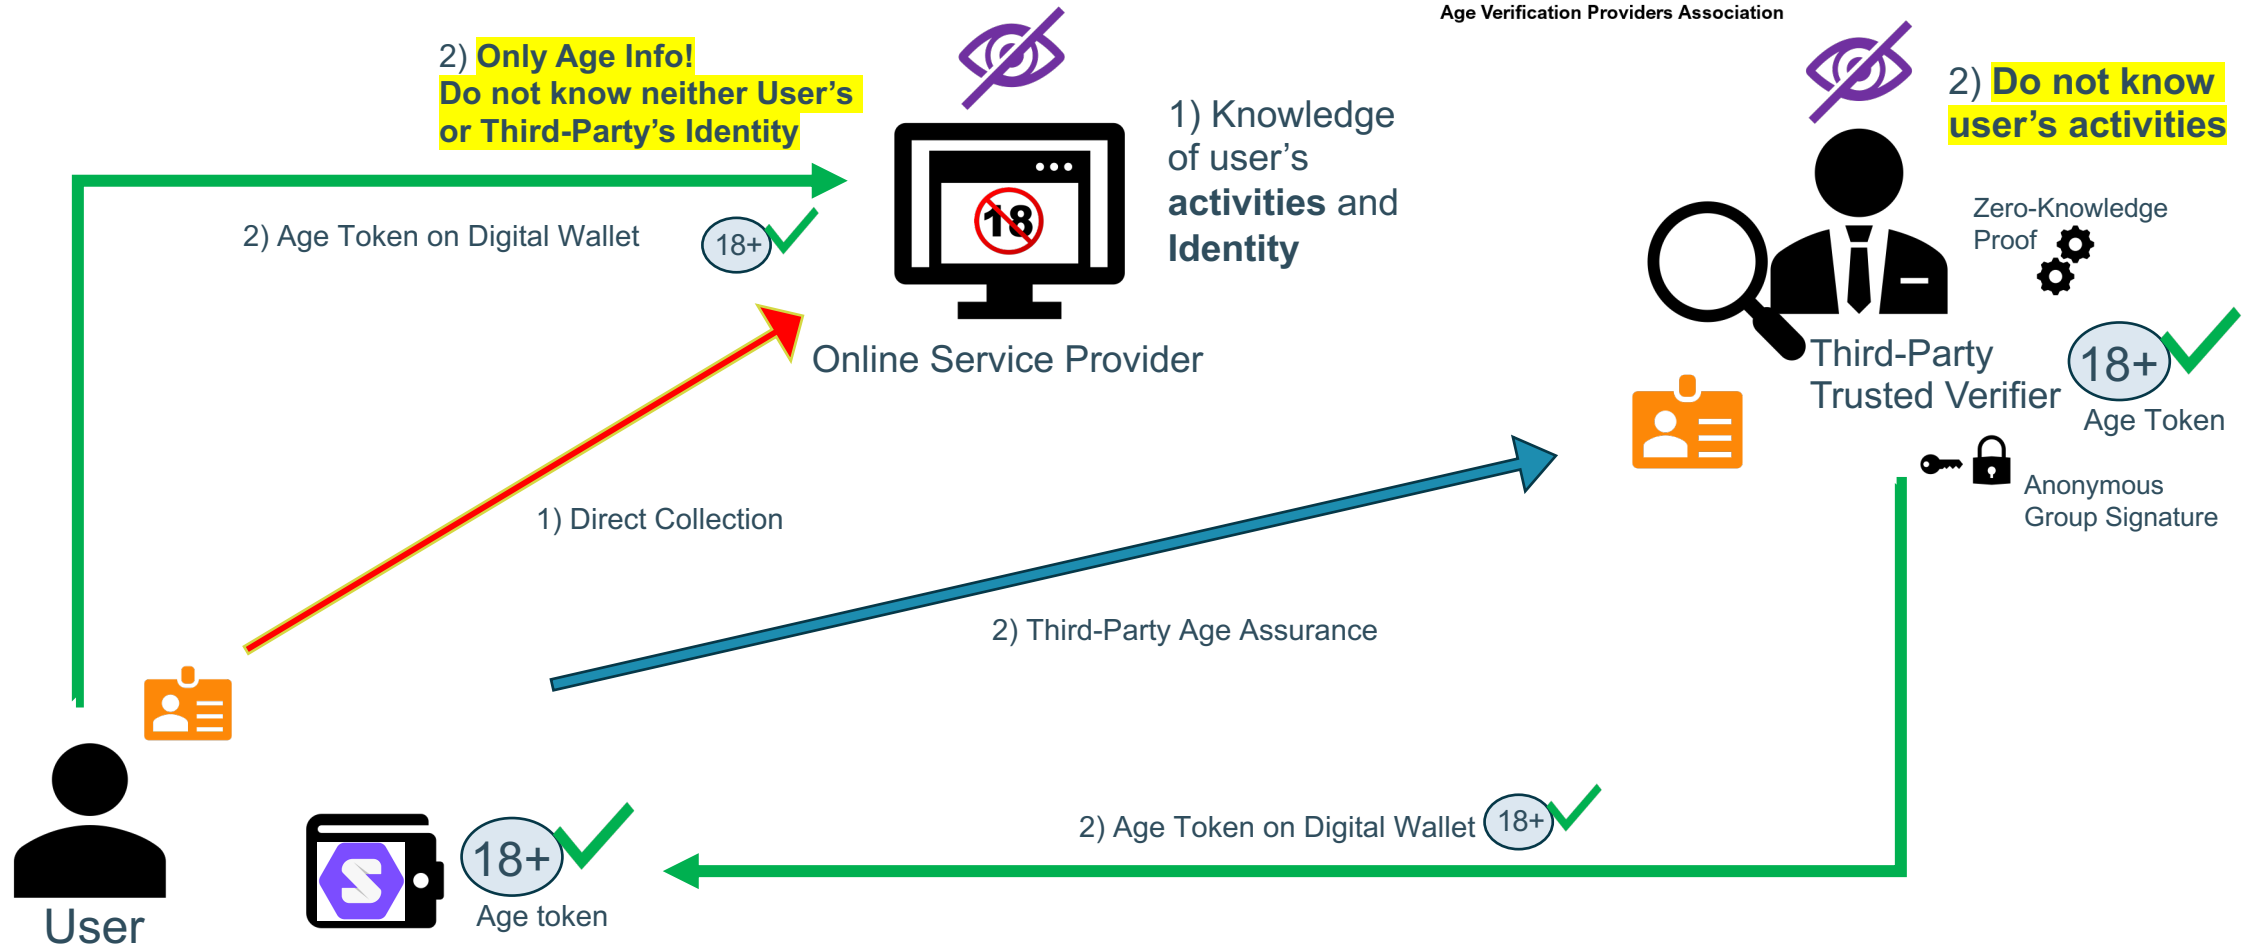 Age Verification Providers Association
2) Only Age Info!
Do not know neither User's
or Third-Party's Identity
1) Knowledge
of user's
activities and
Identity
2) Do not know
user's activities
18
Zero-Knowledge
Proof
2) Age Token on Digital Wallet
18+
Online Service Provider
Third-Party
Trusted Verifier
18+
Age Token
Anonymous
Group Signature
1) Direct Collection
2) Third-Party Age Assurance
2) Age Token on Digital Wallet
18+
S
18+
Age token
User